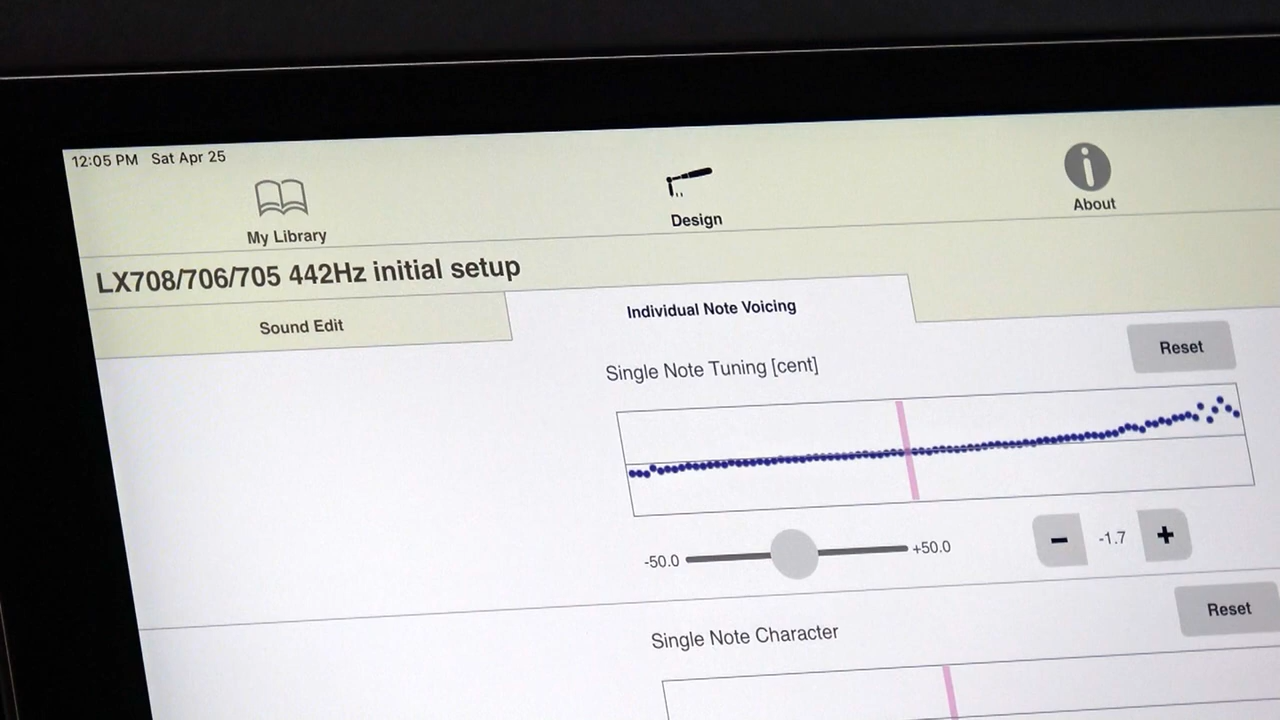 12:05 PM Sat Apr 25
My Library
Design
About
LX708/706/705 442Hz initial setup
Sound Edit
Individual Note Voicing
Single Note Tuning [cent]
Reset
-50.0
+50.0
-1.7
Single Note Character
Reset